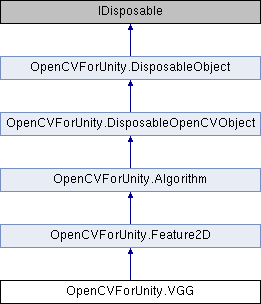 IDisposable
OpenCVForUnity.DisposableObject
OpenCVForUnity.DisposableOpenCVObject
OpenCVForUnity.Algorithm
OpenCVForUnity.Feature2D
OpenCVForUnity.VGG